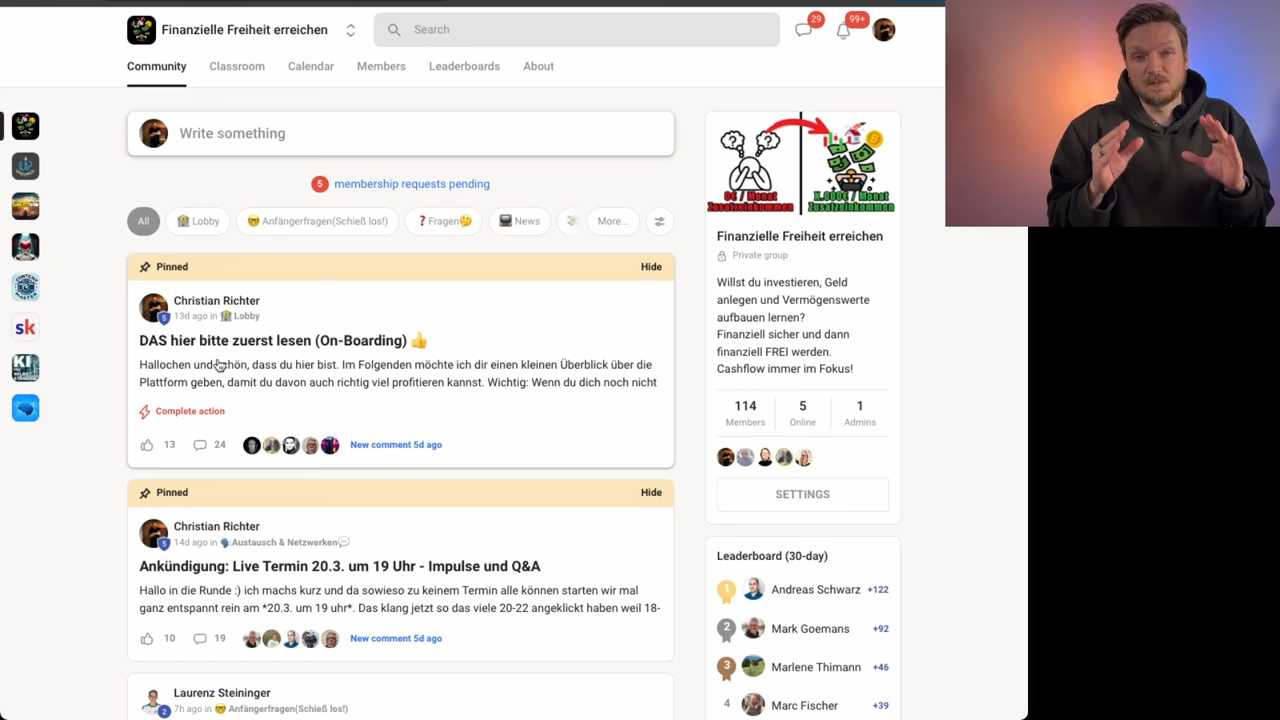 Finanzielle Freiheit erreichen
Search
29
99+
Community
Classroom
Calendar
Members
Leaderboards
About
Write something
5 membership requests pending
All
Lobby
Anfängerfragen(Schieß los!)
❓Fragen🤔
News
More...
Pinned
Hide
Christian Richter
5
13d ago in Lobby
DAS hier bitte zuerst lesen (On-Boarding) 👍
Hallochen und schön, dass du hier bist. Im Folgenden möchte ich dir einen kleinen Überblick über die
Plattform geben, damit du davon auch richtig viel profitieren kannst. Wichtig: Wenn du dich noch nicht
Complete action
13
24
New comment 5d ago
Pinned
Hide
Christian Richter
5
14d ago in Austausch & Netzwerken
Ankündigung: Live Termin 20.3. um 19 Uhr - Impulse und Q&A
Hallo in die Runde :) ich machs kurz und da sowieso zu keinem Termin alle können starten wir mal
ganz entspannt rein am *20.3. um 19 uhr*. Das klang jetzt so das viele 20-22 angeklickt haben weil 18-
10
19
New comment 5d ago
Laurenz Steininger
2
7h ago in Anfängerfragen(Schieß los!)
sk
KI
0€ / Monat
Zusatzeinkommen
X.000€ / Monat
Zusatzeinkommen
Finanzielle Freiheit erreichen
Private group
Willst du investieren, Geld
anlegen und Vermögenswerte
aufbauen lernen?
Finanziell sicher und dann
finanziell FREI werden.
Cashflow immer im Fokus!
114
Members
5
Online
1
Admins
SETTINGS
Leaderboard (30-day)
1 Andreas Schwarz +122
2 Mark Goemans +92
3 Marlene Thimann +46
4 Marc Fischer +39